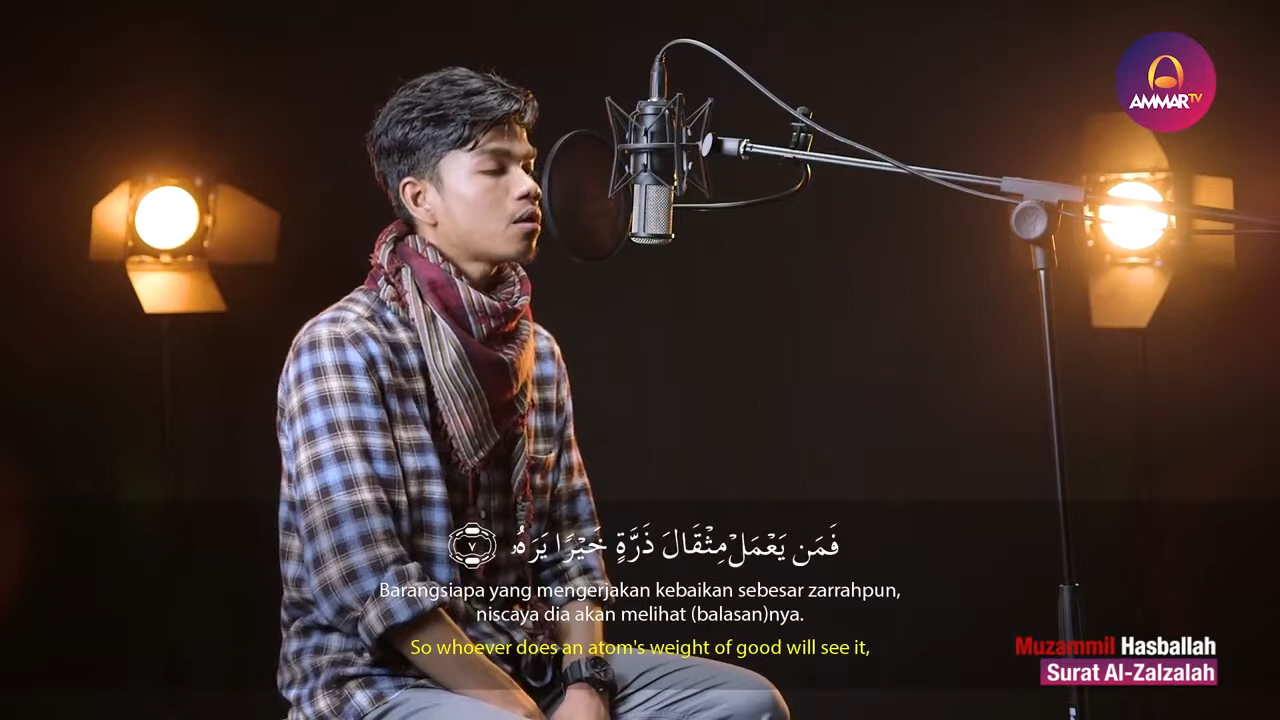 AMMAR TV
فَمَن يَعْمَلْ مِثْقَالَ ذَرَّةٍ خَيْرًا يَرَهُۥ ٧
Barangsiapa yang mengerjakan kebaikan sebesar zarrahpun,
niscaya dia akan melihat (balasan)nya.
So whoever does an atom's weight of good will see it,
Muzammil Hasballah
Surat Al-Zalzalah